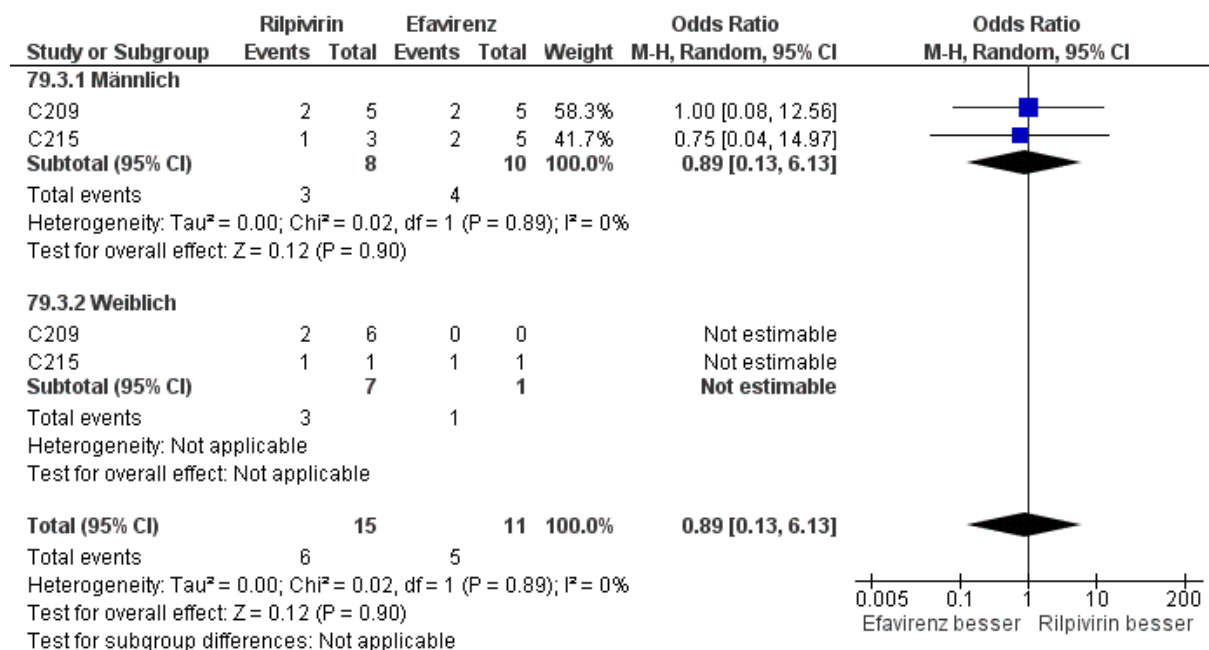 Rilpivirin Efavirenz Odds Ratio Odds Ratio
Study or Subgroup Events Total Events Total Weight M-H, Random, 95% CI M-H, Random, 95% CI
79.3.1 Männlich
C209 2 5 2 5 58.3% 1.00 [0.08, 12.56]
C215 1 3 2 5 41.7% 0.75 [0.04, 14.97]
Subtotal (95% CI) 8 10 100.0% 0.89 [0.13, 6.13]
Total events 3 4
Heterogeneity: Tau² = 0.00; Chi² = 0.02, df = 1 (P = 0.89); I² = 0%
Test for overall effect: Z = 0.12 (P = 0.90)
79.3.2 Weiblich
C209 2 6 0 0 Not estimable
C215 1 1 1 1 Not estimable
Subtotal (95% CI) 7 1 Not estimable
Total events 3 1
Heterogeneity: Not applicable
Test for overall effect: Not applicable
Total (95% CI) 15 11 100.0% 0.89 [0.13, 6.13]
Total events 6 5
Heterogeneity: Tau² = 0.00; Chi² = 0.02, df = 1 (P = 0.89); I² = 0%
Test for overall effect: Z = 0.12 (P = 0.90)
Test for subgroup differences: Not applicable
0.005 0.1 1 10 200
Efavirenz besser Rilpivirin besser